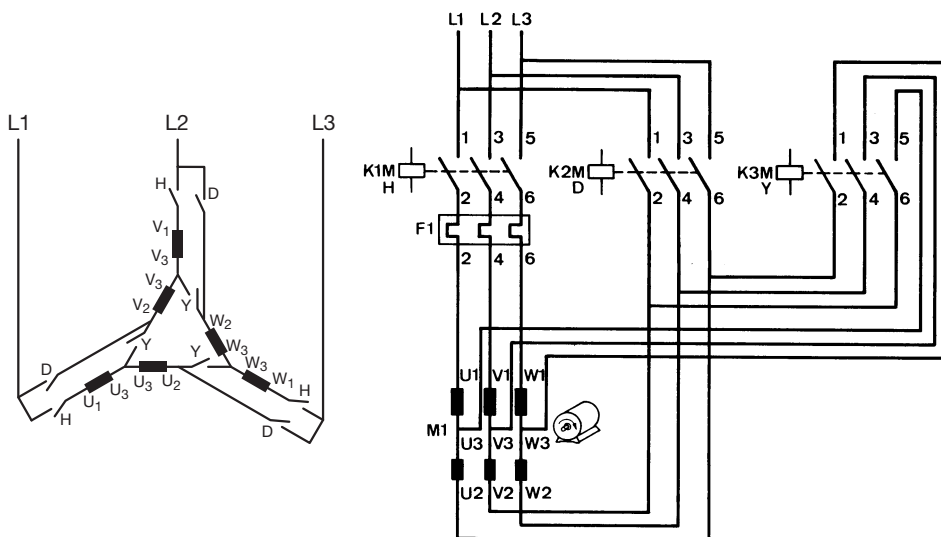 L1 L2 L3
H D
V1
V3
V3
V2 Y
W2
Y W3
D Y W3
U3 U3 U2 W1
U1 H
H D
L1 L2 L3
1 3 5 1 3 5 1 3 5
K1M K2M K3M
H D Y
2 4 6 2 4 6 2 4 6
F1
2 4 6
U1 V1 W1
M1
U3 V3 W3
U2 V2 W2